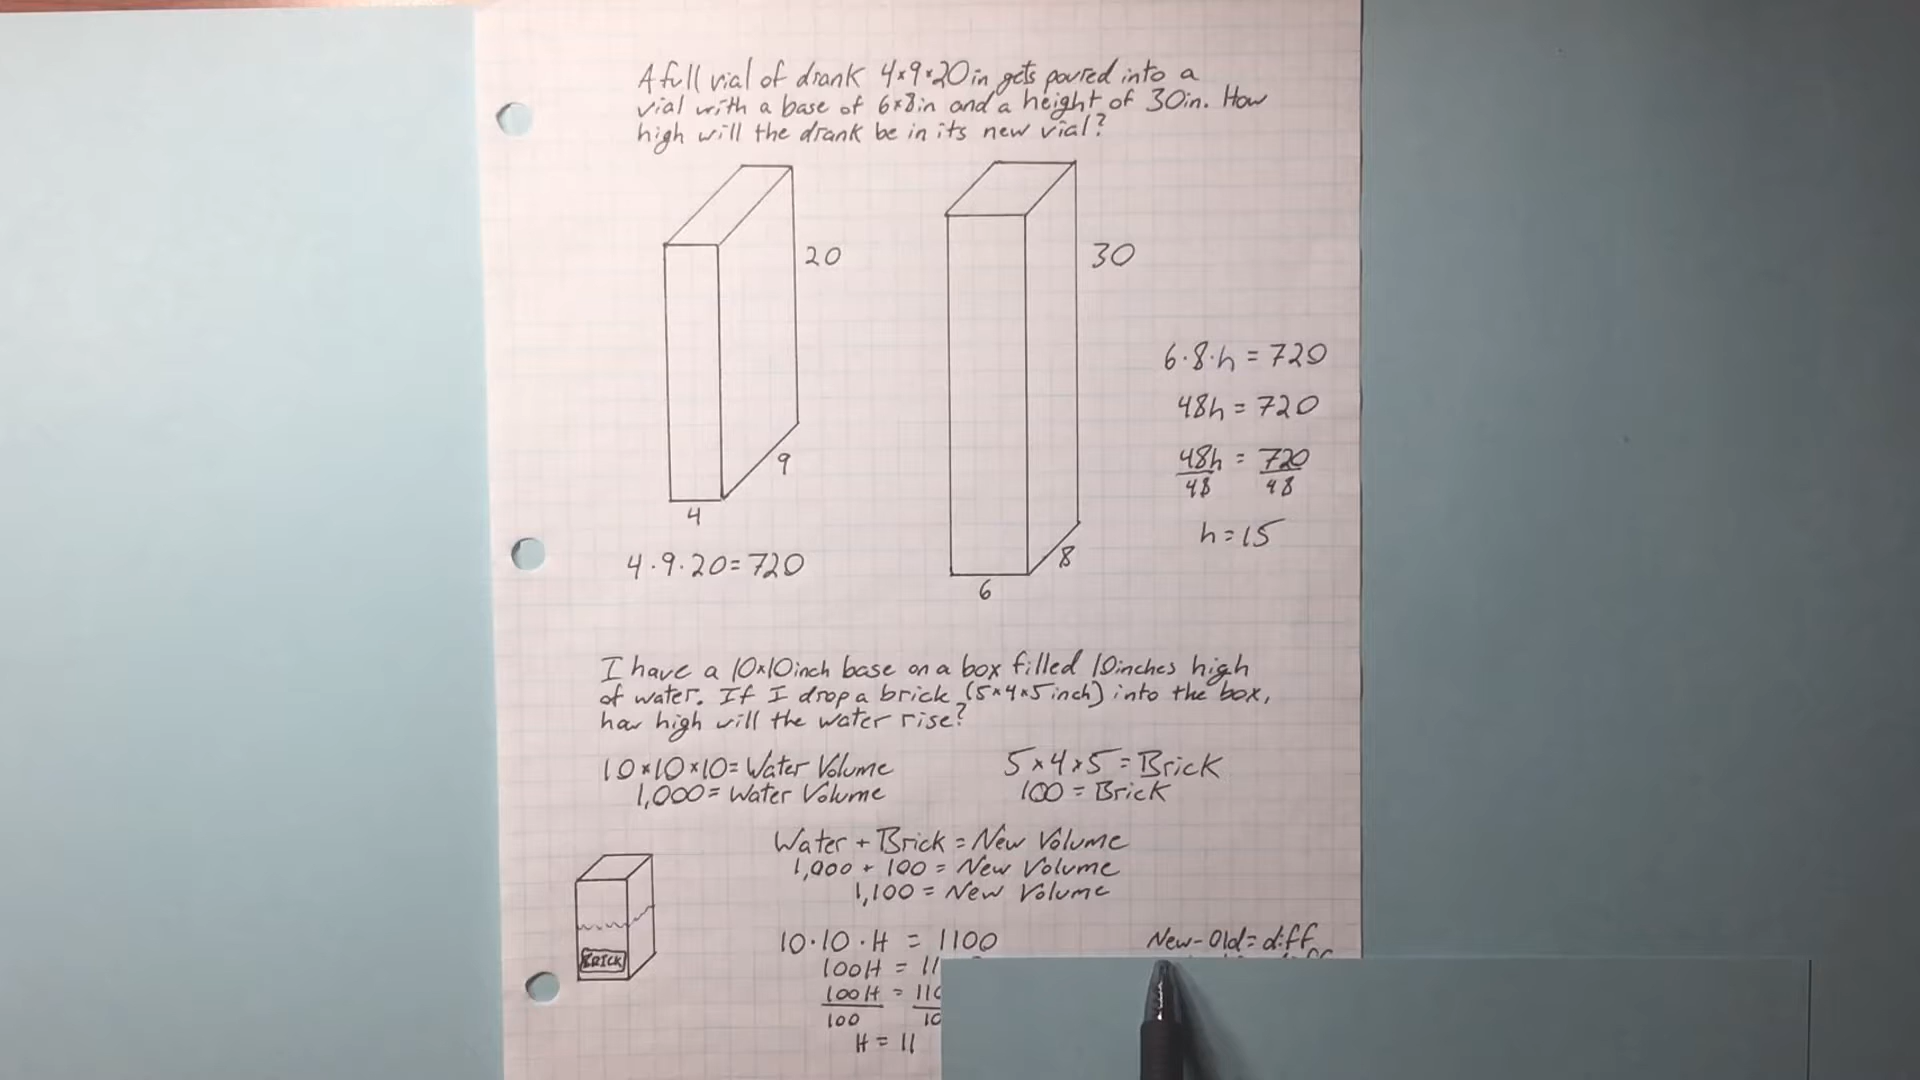 A full vial of drank 4×9×20in gets poured into a
vial with a base of 6×8in and a height of 30in. How
high will the drank be in its new vial?
20
9
4
4·9·20=720
30
8
6
6·8·h=720
48h=720
48h = 720
48 48
h=15
I have a 10×10inch base on a box filled 10inches high
of water. If I drop a brick (5×4×5inch) into the box,
how high will the water rise?
10×10×10= Water Volume
1,000= Water Volume
5×4×5=Brick
100=Brick
Water + Brick = New Volume
1,000 + 100 = New Volume
1,100 = New Volume
BRICK
10·10·H = 1100
100H = 11
100H = 110
100 10
H = 11
New-Old=diff